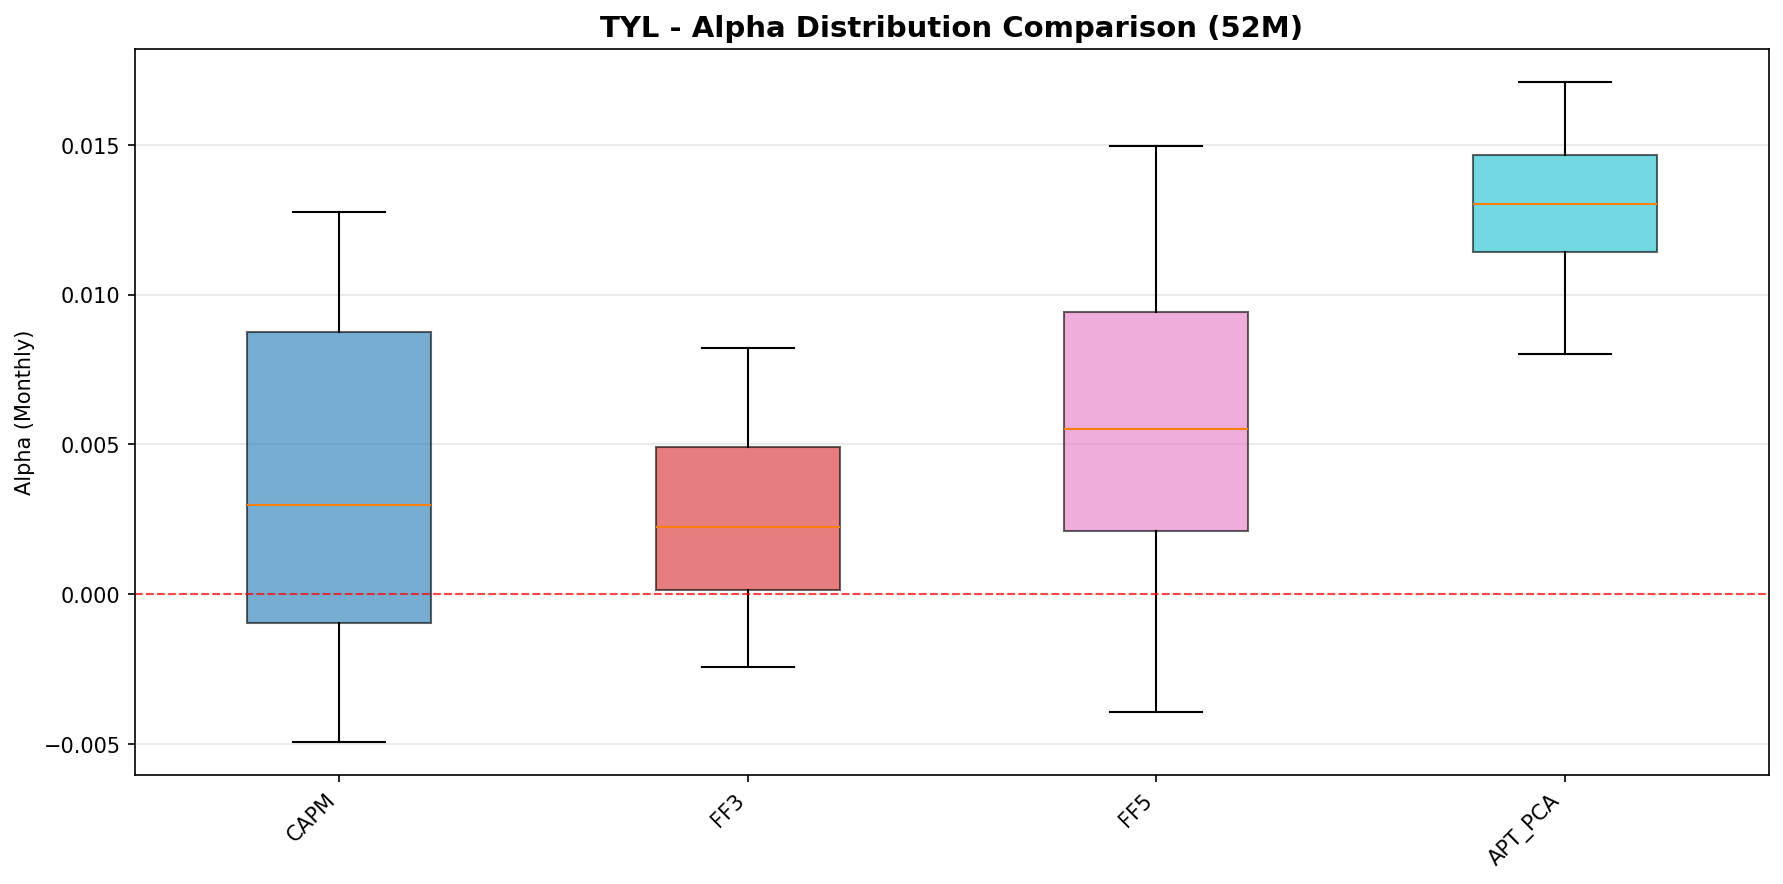 TYL - Alpha Distribution Comparison (52M)
Alpha (Monthly)
0.015
0.010
0.005
0.000
−0.005
CAPM
FF3
FF5
APT_PCA